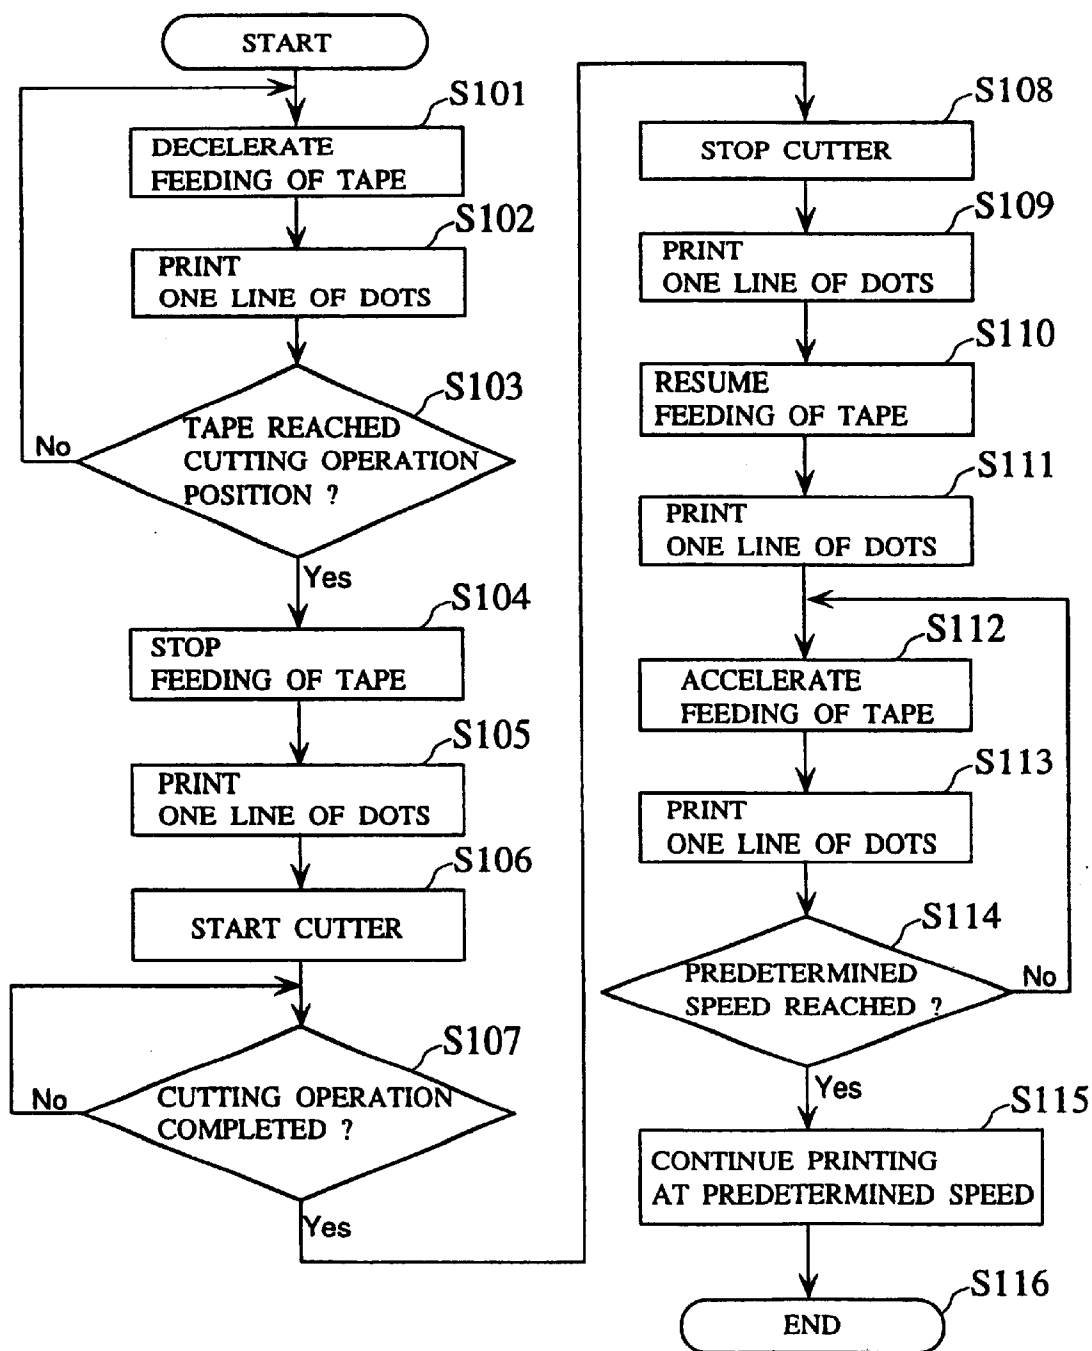 START
S101
DECELERATE
FEEDING OF TAPE
S102
PRINT
ONE LINE OF DOTS
S103
TAPE REACHED
CUTTING OPERATION
POSITION ?
No
Yes
S104
STOP
FEEDING OF TAPE
S105
PRINT
ONE LINE OF DOTS
S106
START CUTTER
S107
CUTTING OPERATION
COMPLETED ?
No
Yes
S108
STOP CUTTER
S109
PRINT
ONE LINE OF DOTS
S110
RESUME
FEEDING OF TAPE
S111
PRINT
ONE LINE OF DOTS
S112
ACCELERATE
FEEDING OF TAPE
S113
PRINT
ONE LINE OF DOTS
S114
PREDETERMINED
SPEED REACHED ?
No
Yes
S115
CONTINUE PRINTING
AT PREDETERMINED SPEED
S116
END